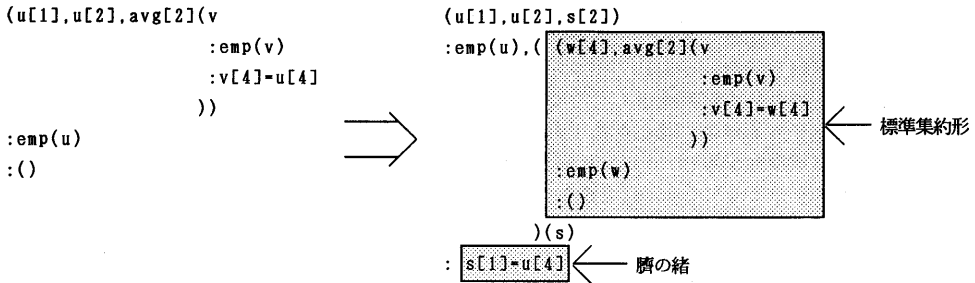 (u[1],u[2],avg[2](v
:emp(v)
:v[4]=u[4]
))
:emp(u)
:()
(u[1],u[2],s[2])
:emp(u),( (w[4],avg[2](v
:emp(v)
:v[4]=w[4]
))
:emp(w)
:()
)(s)
: s[1]=u[4]
標準集約形
臍の緒